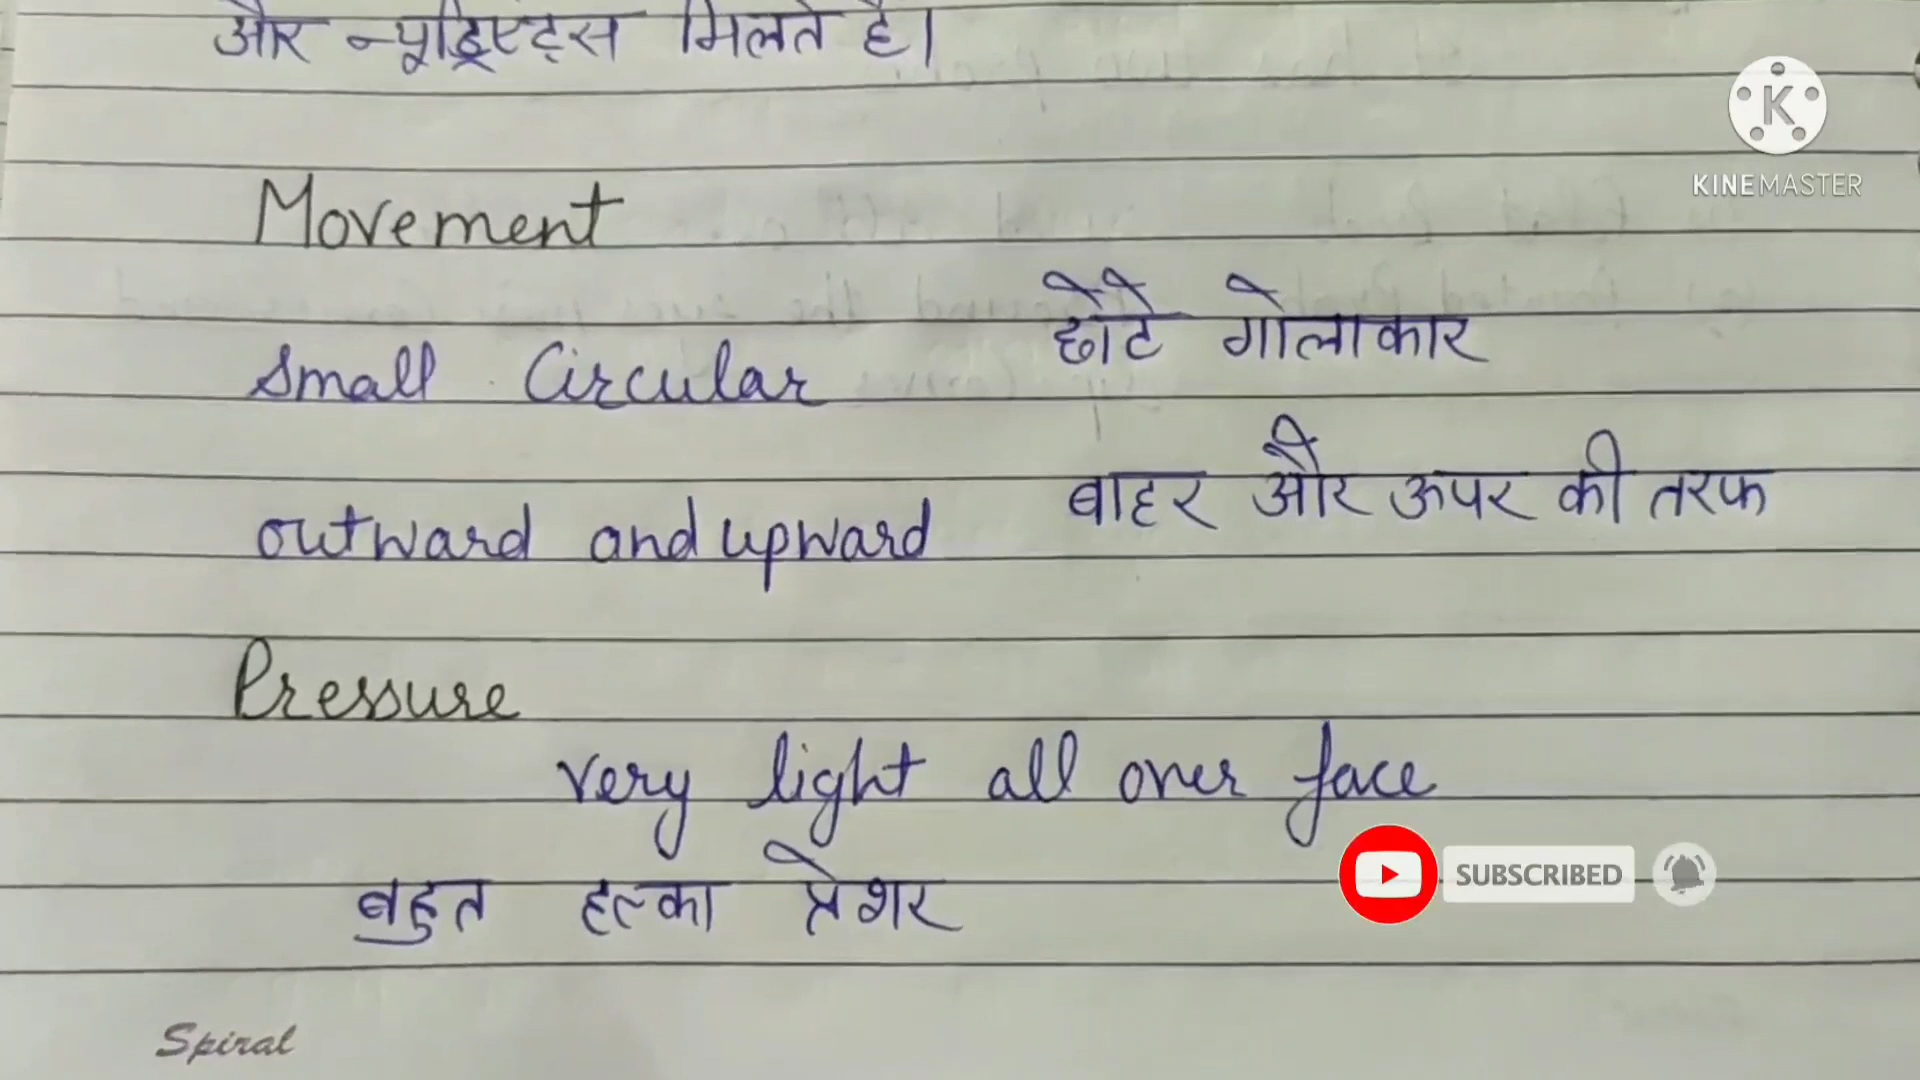 और न्यूट्रिएट्स मिलते है।
KINEMASTER
Movement
छोटे गोलाकार
Small Circular
बाहर और ऊपर की तरफ
outward and upward
Pressure
very light all over face
SUBSCRIBED
बहुत हल्का प्रेशर
Spiral